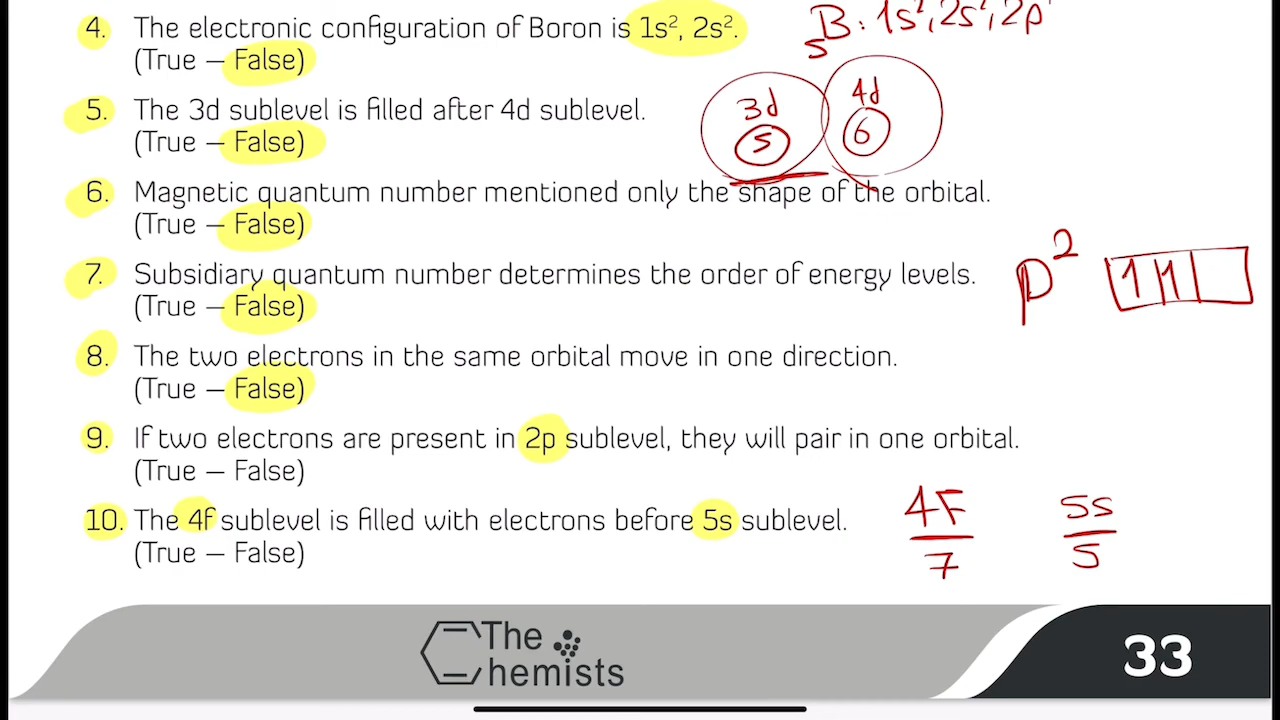 4. The electronic configuration of Boron is 1s², 2s².
₅B: 1s², 2s², 2p¹
(True – False)
5. The 3d sublevel is filled after 4d sublevel.
(True – False)
3d
5
4d
6
6. Magnetic quantum number mentioned only the shape of the orbital.
(True – False)
7. Subsidiary quantum number determines the order of energy levels.
(True – False)
p²
1 1
8. The two electrons in the same orbital move in one direction.
(True – False)
9. If two electrons are present in 2p sublevel, they will pair in one orbital.
(True – False)
10. The 4f sublevel is filled with electrons before 5s sublevel.
(True – False)
4F
7
5s
5
The
Chemists
33